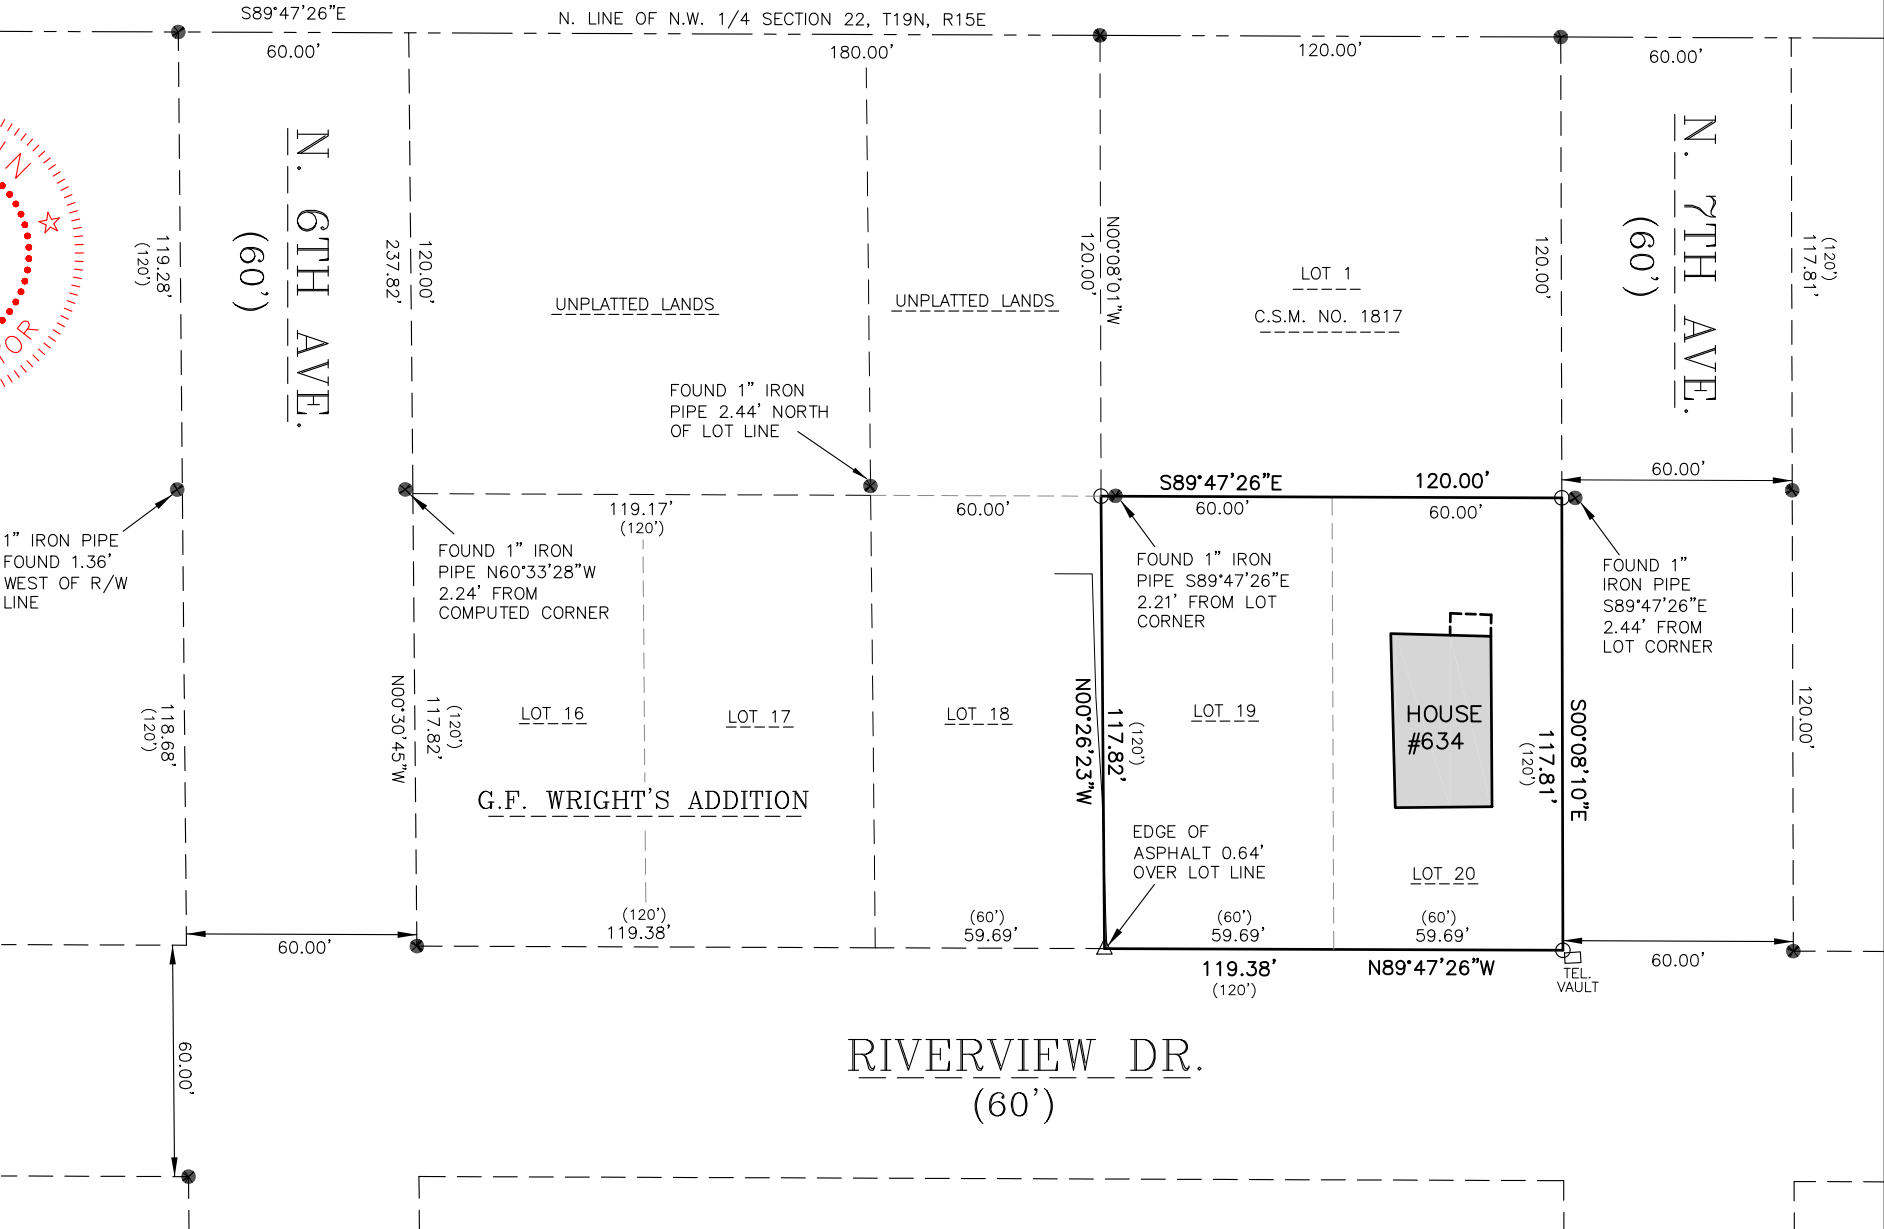 S89°47'26"E
N. LINE OF N.W. 1/4 SECTION 22, T19N, R15E
60.00'
180.00'
120.00'
60.00'
N. 6TH AVE.
(60')
N. 7TH AVE.
(60')
119.28'
(120')
120.00'
237.82'
N00°08'01"W
120.00'
120.00'
(120')
117.81'
UNPLATTED LANDS
UNPLATTED LANDS
LOT 1
C.S.M. NO. 1817
FOUND 1" IRON
PIPE 2.44' NORTH
OF LOT LINE
S89°47'26"E
120.00'
60.00'
119.17'
(120')
60.00'
60.00'
60.00'
1" IRON PIPE
FOUND 1.36'
WEST OF R/W
LINE
FOUND 1" IRON
PIPE N60°33'28"W
2.24' FROM
COMPUTED CORNER
FOUND 1" IRON
PIPE S89°47'26"E
2.21' FROM LOT
CORNER
FOUND 1"
IRON PIPE
S89°47'26"E
2.44' FROM
LOT CORNER
118.68'
(120')
N00°30'45"W
(120')
117.82'
LOT 16
LOT 17
LOT 18
N00°26'23"W
(120')
117.82'
LOT 19
HOUSE
#634
S00°08'10"E
117.81'
(120')
120.00'
G.F. WRIGHT'S ADDITION
EDGE OF
ASPHALT 0.64'
OVER LOT LINE
LOT 20
(120')
119.38'
(60')
59.69'
(60')
59.69'
(60')
59.69'
60.00'
119.38'
(120')
N89°47'26"W
TEL.
VAULT
60.00'
60.00'
RIVERVIEW DR.
(60')
N
OR